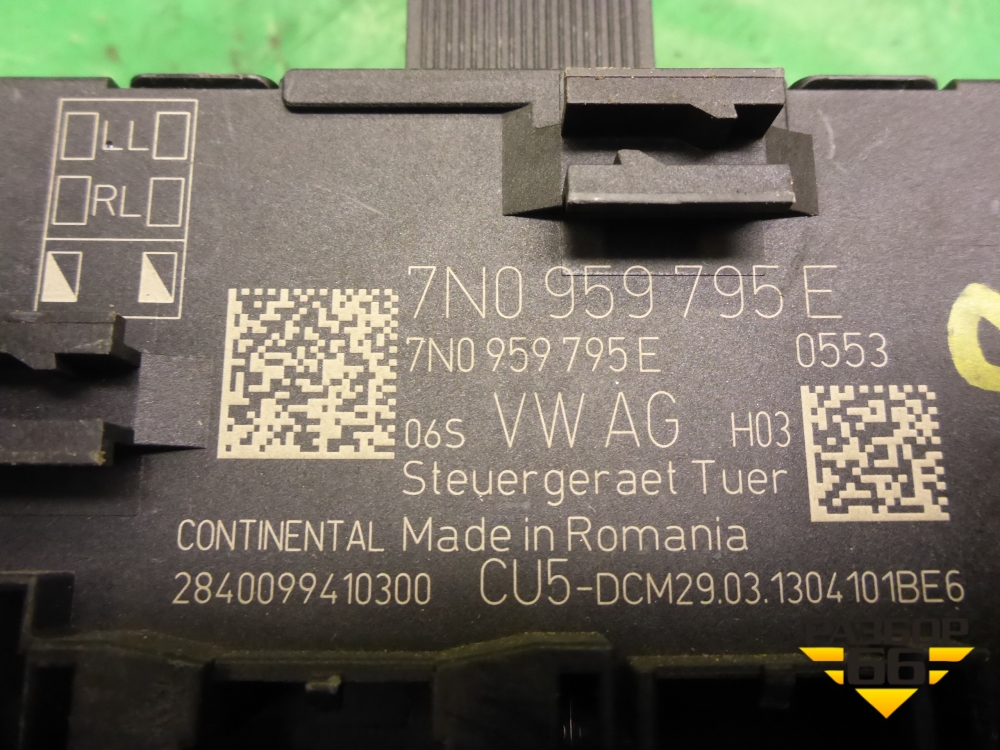 LL
RL
7N0 959 795 E
7N0 959 795 E 0553
06S VW AG H03
Steuergeraet Tuer
CONTINENTAL Made in Romania
2840099410300 CU5-DCM29.03.1304101BE6
РАЗБОР
66